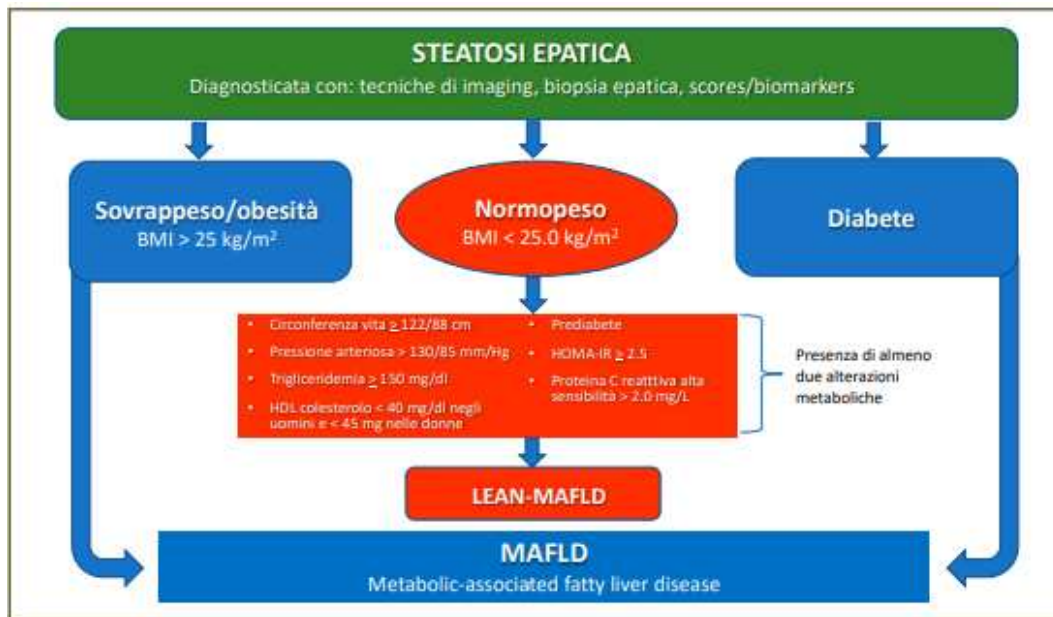 STEATOSI EPATICA
Diagnosticata con: tecniche di imaging, biopsia epatica, scores/biomarkers
Sovrappeso/obesità
BMI > 25 kg/m²
Normopeso
BMI < 25.0 kg/m²
Diabete
• Circonferenza vita ≥ 122/88 cm
• Pressione arteriosa > 130/85 mm/Hg
• Trigliceridemia ≥ 150 mg/dl
• HDL colesterolo < 40 mg/dl negli
uomini e < 45 mg nelle donne
• Prediabete
• HOMA-IR ≥ 2.5
• Proteina C reatttiva alta
sensibilità > 2.0 mg/L
Presenza di almeno
due alterazioni
metaboliche
LEAN-MAFLD
MAFLD
Metabolic-associated fatty liver disease